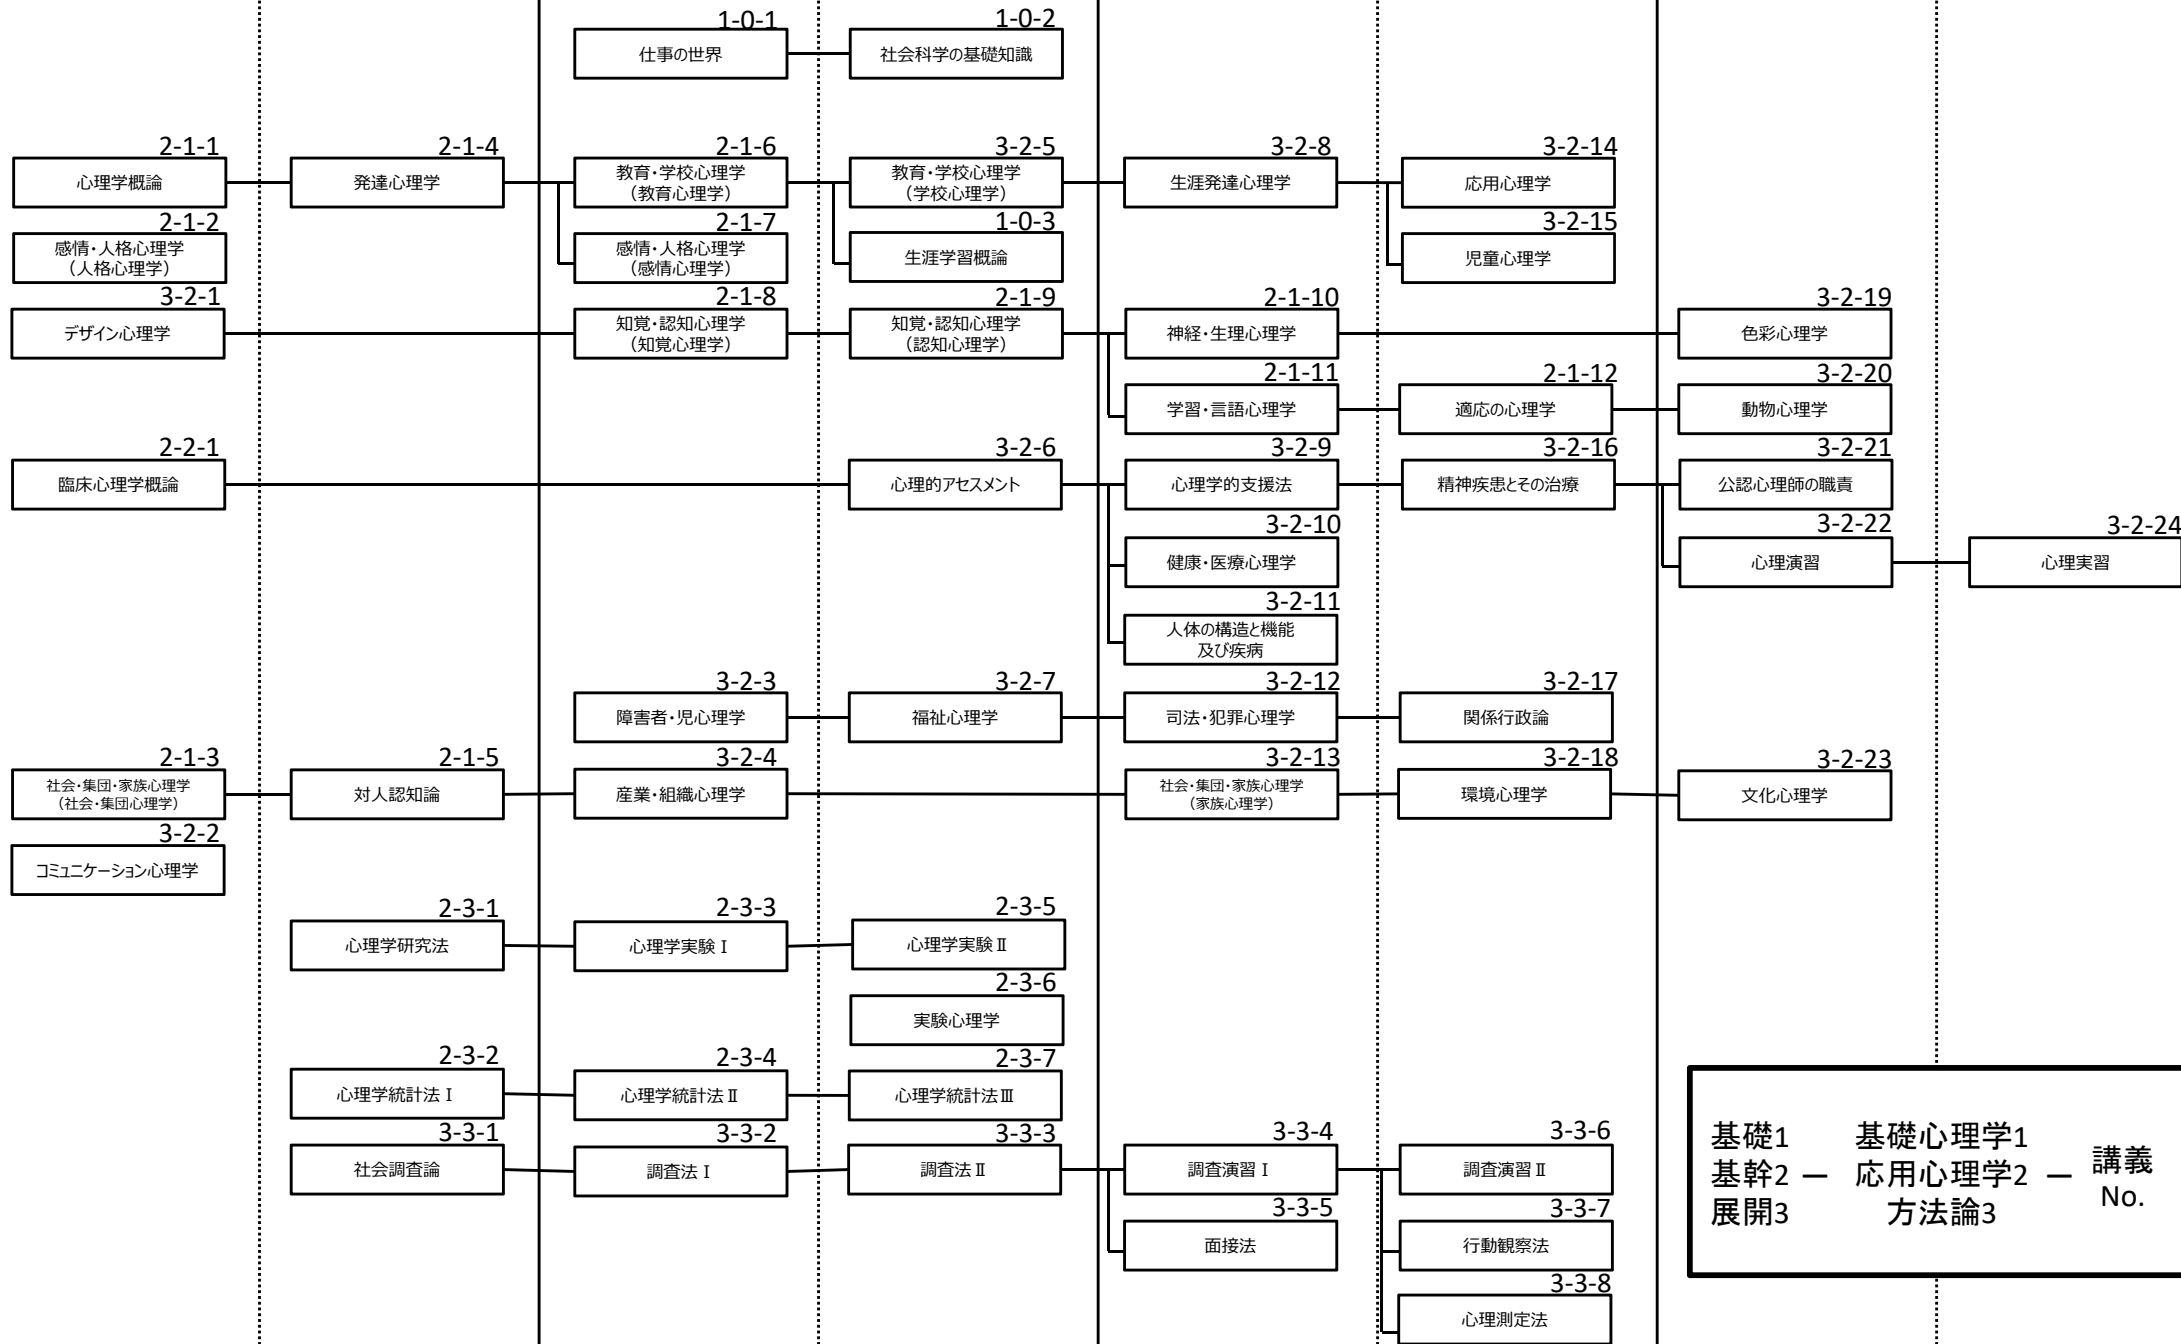 1-0-1
仕事の世界
1-0-2
社会科学の基礎知識
2-1-1
心理学概論
2-1-4
発達心理学
2-1-6
教育・学校心理学
(教育心理学)
3-2-5
教育・学校心理学
(学校心理学)
3-2-8
生涯発達心理学
3-2-14
応用心理学
2-1-2
感情・人格心理学
(人格心理学)
2-1-7
感情・人格心理学
(感情心理学)
1-0-3
生涯学習概論
3-2-15
児童心理学
3-2-1
デザイン心理学
2-1-8
知覚・認知心理学
(知覚心理学)
2-1-9
知覚・認知心理学
(認知心理学)
2-1-10
神経・生理心理学
3-2-19
色彩心理学
2-1-11
学習・言語心理学
2-1-12
適応の心理学
3-2-20
動物心理学
2-2-1
臨床心理学概論
3-2-6
心理的アセスメント
3-2-9
心理学的支援法
3-2-16
精神疾患とその治療
3-2-21
公認心理師の職責
3-2-10
健康・医療心理学
3-2-22
心理演習
3-2-24
心理実習
3-2-11
人体の構造と機能
及び疾病
3-2-3
障害者・児心理学
3-2-7
福祉心理学
3-2-12
司法・犯罪心理学
3-2-17
関係行政論
2-1-3
社会・集団・家族心理学
(社会・集団心理学)
2-1-5
対人認知論
3-2-4
産業・組織心理学
3-2-13
社会・集団・家族心理学
(家族心理学)
3-2-18
環境心理学
3-2-23
文化心理学
3-2-2
コミュニケーション心理学
2-3-1
心理学研究法
2-3-3
心理学実験Ⅰ
2-3-5
心理学実験Ⅱ
2-3-6
実験心理学
2-3-2
心理学統計法Ⅰ
2-3-4
心理学統計法Ⅱ
2-3-7
心理学統計法Ⅲ
3-3-1
社会調査論
3-3-2
調査法Ⅰ
3-3-3
調査法Ⅱ
3-3-4
調査演習Ⅰ
3-3-6
調査演習Ⅱ
3-3-5
面接法
3-3-7
行動観察法
3-3-8
心理測定法
基礎1 基礎心理学1
基幹2 ― 応用心理学2 ― 講義
展開3 方法論3 No.